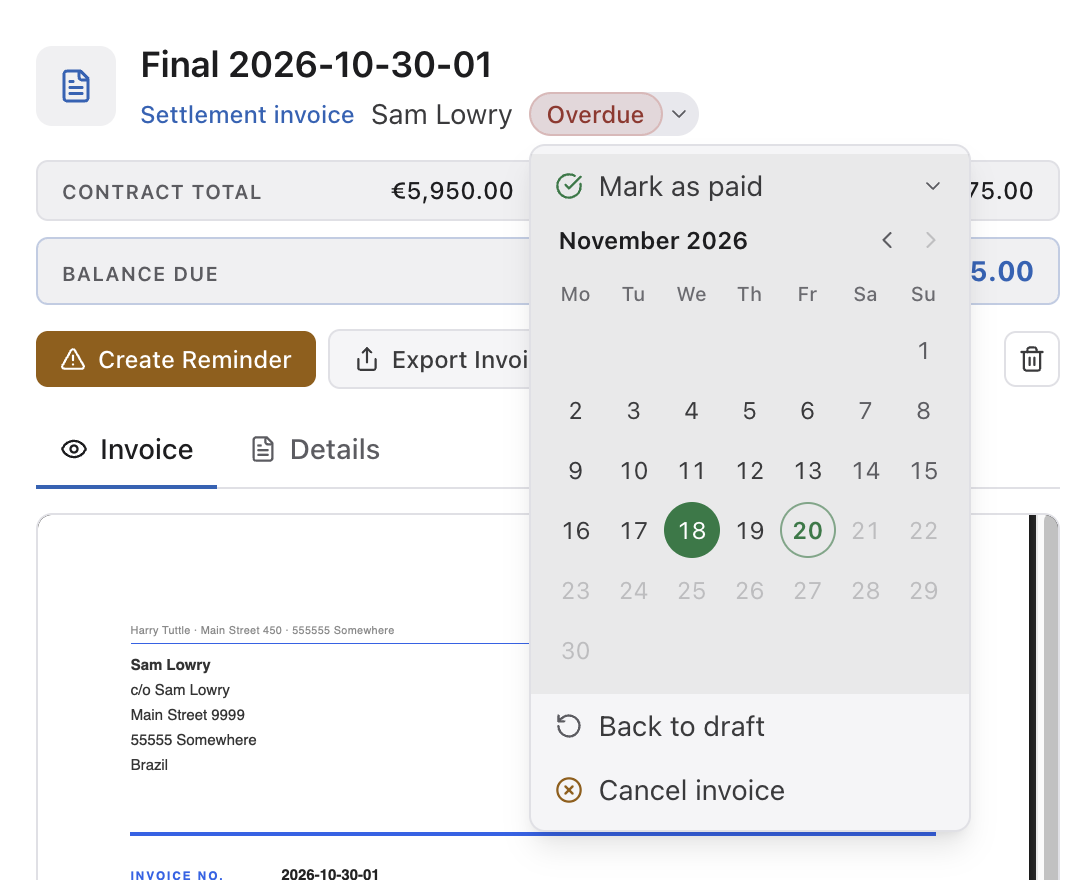 Final 2026-10-30-01
Settlement invoice Sam Lowry Overdue
CONTRACT TOTAL €5,950.00
75.00
BALANCE DUE
5.00
Create Reminder
Export Invoi
Invoice
Details
Mark as paid
November 2026
Mo Tu We Th Fr Sa Su
1
2 3 4 5 6 7 8
9 10 11 12 13 14 15
16 17 18 19 20 21 22
23 24 25 26 27 28 29
30
Back to draft
Cancel invoice
Harry Tuttle · Main Street 450 · 555555 Somewhere
Sam Lowry
c/o Sam Lowry
Main Street 9999
55555 Somewhere
Brazil
INVOICE NO. 2026-10-30-01